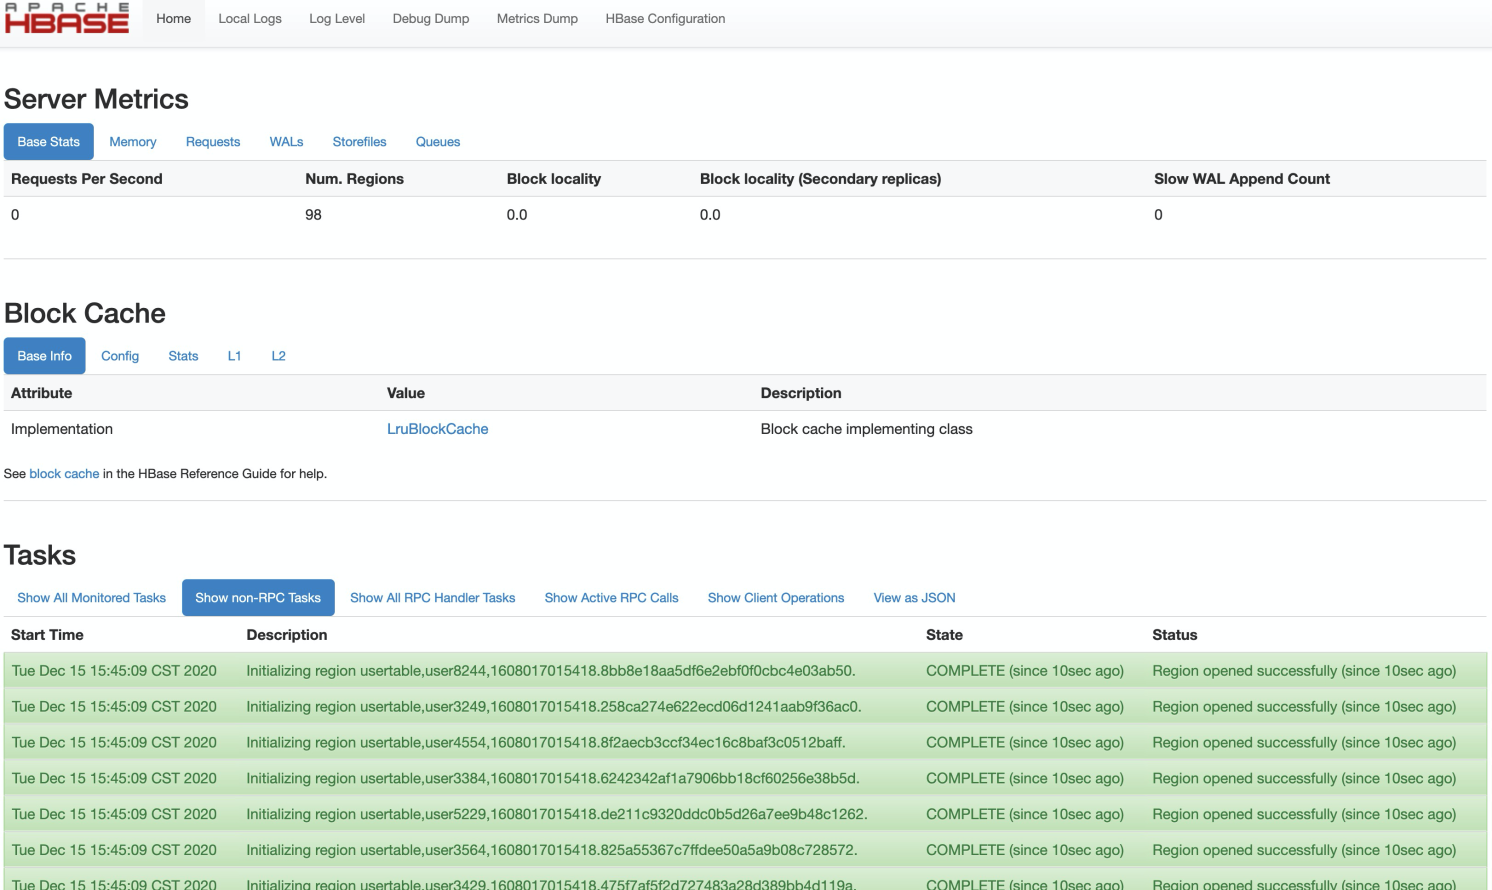 APACHE
HBASE
Home Local Logs Log Level Debug Dump Metrics Dump HBase Configuration
Server Metrics
Base Stats Memory Requests WALs Storefiles Queues
Requests Per Second Num. Regions Block locality Block locality (Secondary replicas) Slow WAL Append Count
0 98 0.0 0.0 0
Block Cache
Base Info Config Stats L1 L2
Attribute Value Description
Implementation LruBlockCache Block cache implementing class
See block cache in the HBase Reference Guide for help.
Tasks
Show All Monitored Tasks Show non-RPC Tasks Show All RPC Handler Tasks Show Active RPC Calls Show Client Operations View as JSON
Start Time Description State Status
Tue Dec 15 15:45:09 CST 2020 Initializing region usertable,user8244,1608017015418.8bb8e18aa5df6e2ebf0f0cbc4e03ab50. COMPLETE (since 10sec ago) Region opened successfully (since 10sec ago)
Tue Dec 15 15:45:09 CST 2020 Initializing region usertable,user3249,1608017015418.258ca274e622ecd06d1241aab9f36ac0. COMPLETE (since 10sec ago) Region opened successfully (since 10sec ago)
Tue Dec 15 15:45:09 CST 2020 Initializing region usertable,user4554,1608017015418.8f2aecb3ccf34ec16c8baf3c0512baff. COMPLETE (since 10sec ago) Region opened successfully (since 10sec ago)
Tue Dec 15 15:45:09 CST 2020 Initializing region usertable,user3384,1608017015418.6242342af1a7906bb18cf60256e38b5d. COMPLETE (since 10sec ago) Region opened successfully (since 10sec ago)
Tue Dec 15 15:45:09 CST 2020 Initializing region usertable,user5229,1608017015418.de211c9320ddc0b5d26a7ee9b48c1262. COMPLETE (since 10sec ago) Region opened successfully (since 10sec ago)
Tue Dec 15 15:45:09 CST 2020 Initializing region usertable,user3564,1608017015418.825a55367c7ffdee50a5a9b08c728572. COMPLETE (since 10sec ago) Region opened successfully (since 10sec ago)
Tue Dec 15 15:45:09 CST 2020 Initializing region usertable,user3429,1608017015418.475f7af5f2d727483a28d389bb4d119a. COMPLETE (since 10sec ago) Region opened successfully (since 10sec ago)